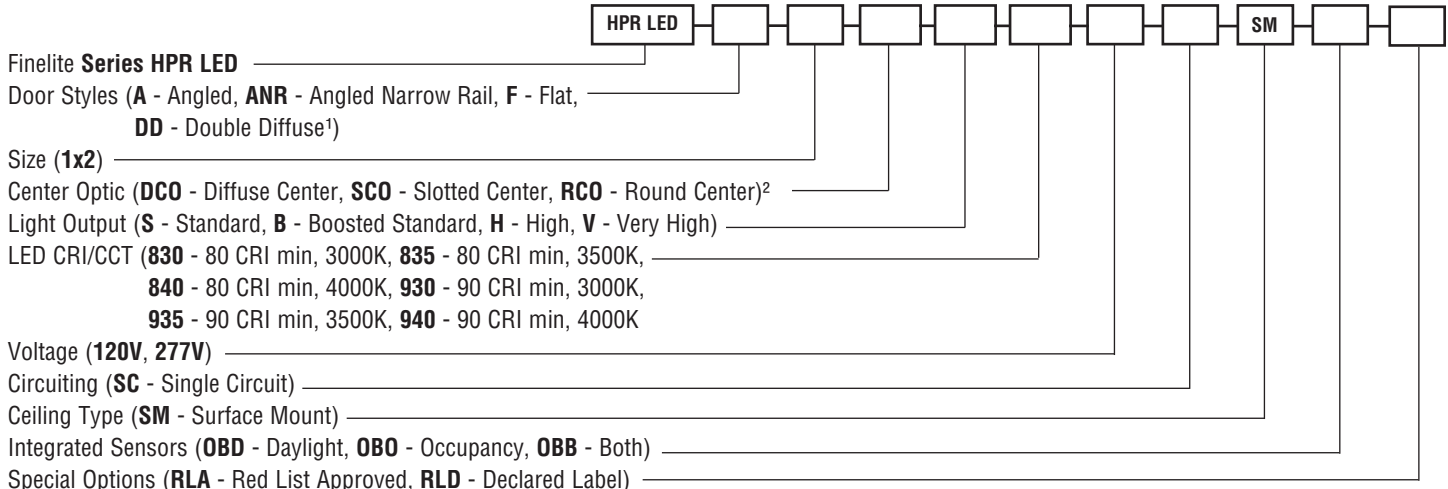 HPR LED
SM
Finelite Series HPR LED
Door Styles (A - Angled, ANR - Angled Narrow Rail, F - Flat,
DD - Double Diffuse¹)
Size (1x2)
Center Optic (DCO - Diffuse Center, SCO - Slotted Center, RCO - Round Center)²
Light Output (S - Standard, B - Boosted Standard, H - High, V - Very High)
LED CRI/CCT (830 - 80 CRI min, 3000K, 835 - 80 CRI min, 3500K,
840 - 80 CRI min, 4000K, 930 - 90 CRI min, 3000K,
935 - 90 CRI min, 3500K, 940 - 90 CRI min, 4000K
Voltage (120V, 277V)
Circuiting (SC - Single Circuit)
Ceiling Type (SM - Surface Mount)
Integrated Sensors (OBD - Daylight, OBO - Occupancy, OBB - Both)
Special Options (RLA - Red List Approved, RLD - Declared Label)